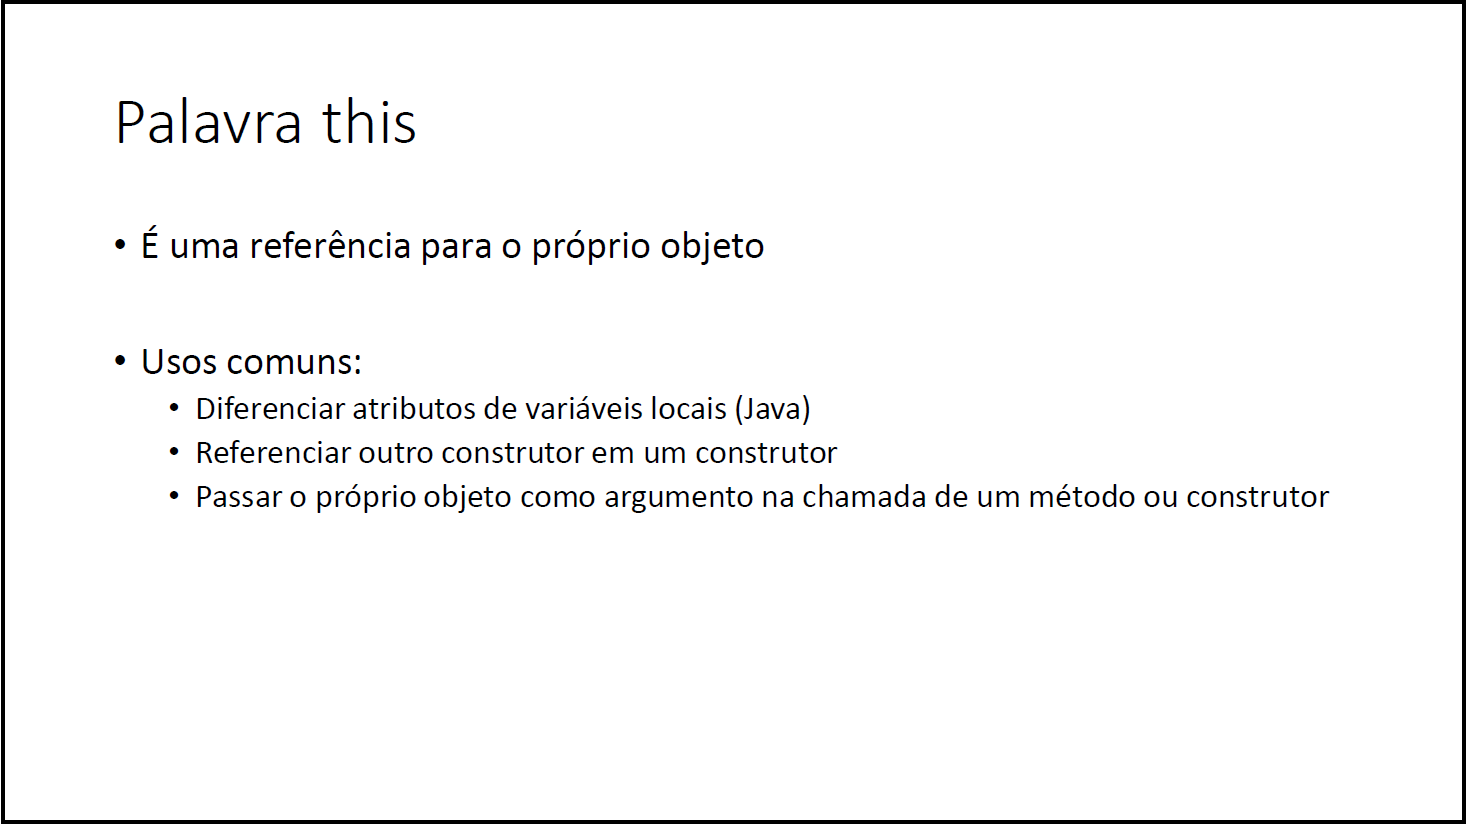 Palavra this
• É uma referência para o próprio objeto
• Usos comuns:
• Diferenciar atributos de variáveis locais (Java)
• Referenciar outro construtor em um construtor
• Passar o próprio objeto como argumento na chamada de um método ou construtor